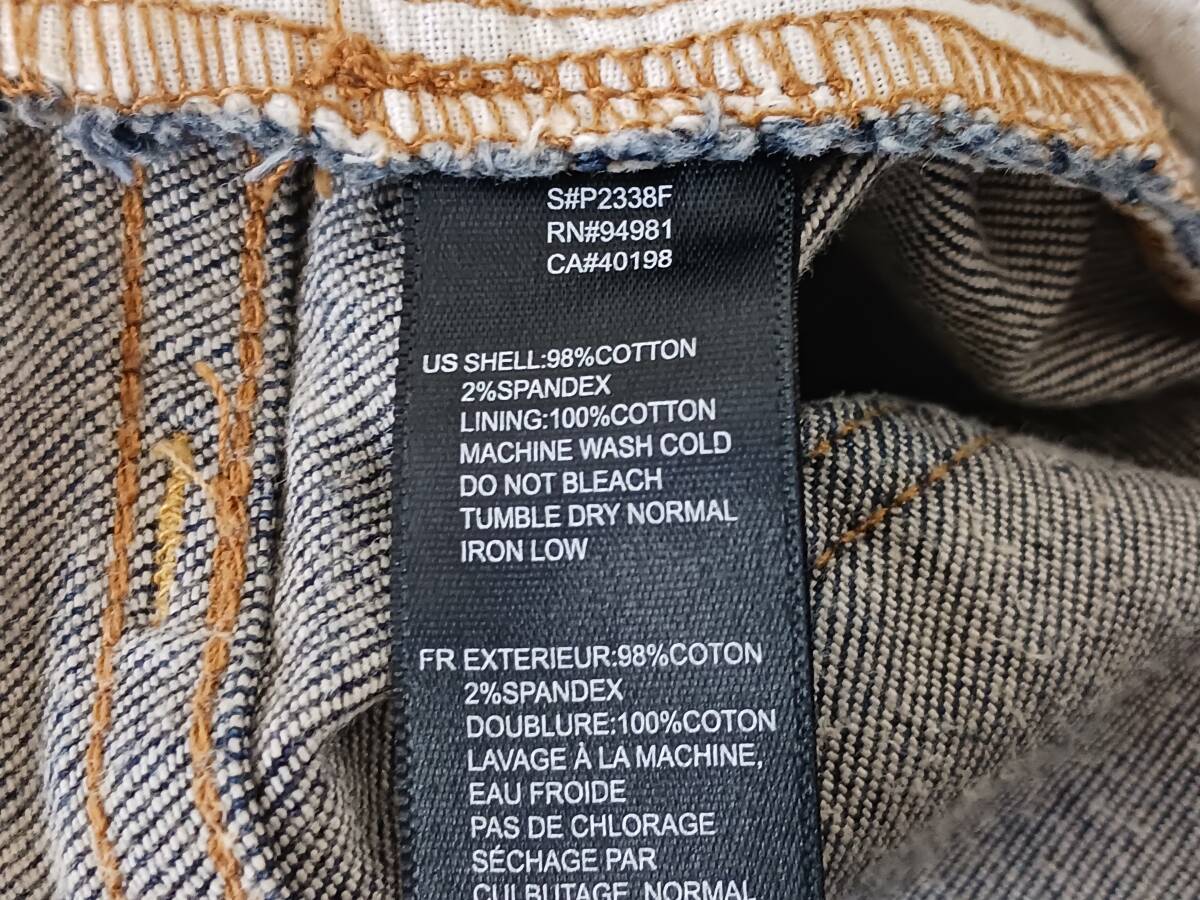 S#P2338F
RN#94981
CA#40198
US SHELL:98%COTTON
2%SPANDEX
LINING:100%COTTON
MACHINE WASH COLD
DO NOT BLEACH
TUMBLE DRY NORMAL
IRON LOW
FR EXTERIEUR:98%COTON
2%SPANDEX
DOUBLURE:100%COTON
LAVAGE À LA MACHINE,
EAU FROIDE
PAS DE CHLORAGE
SÉCHAGE PAR
CULBUTAGE NORMAL